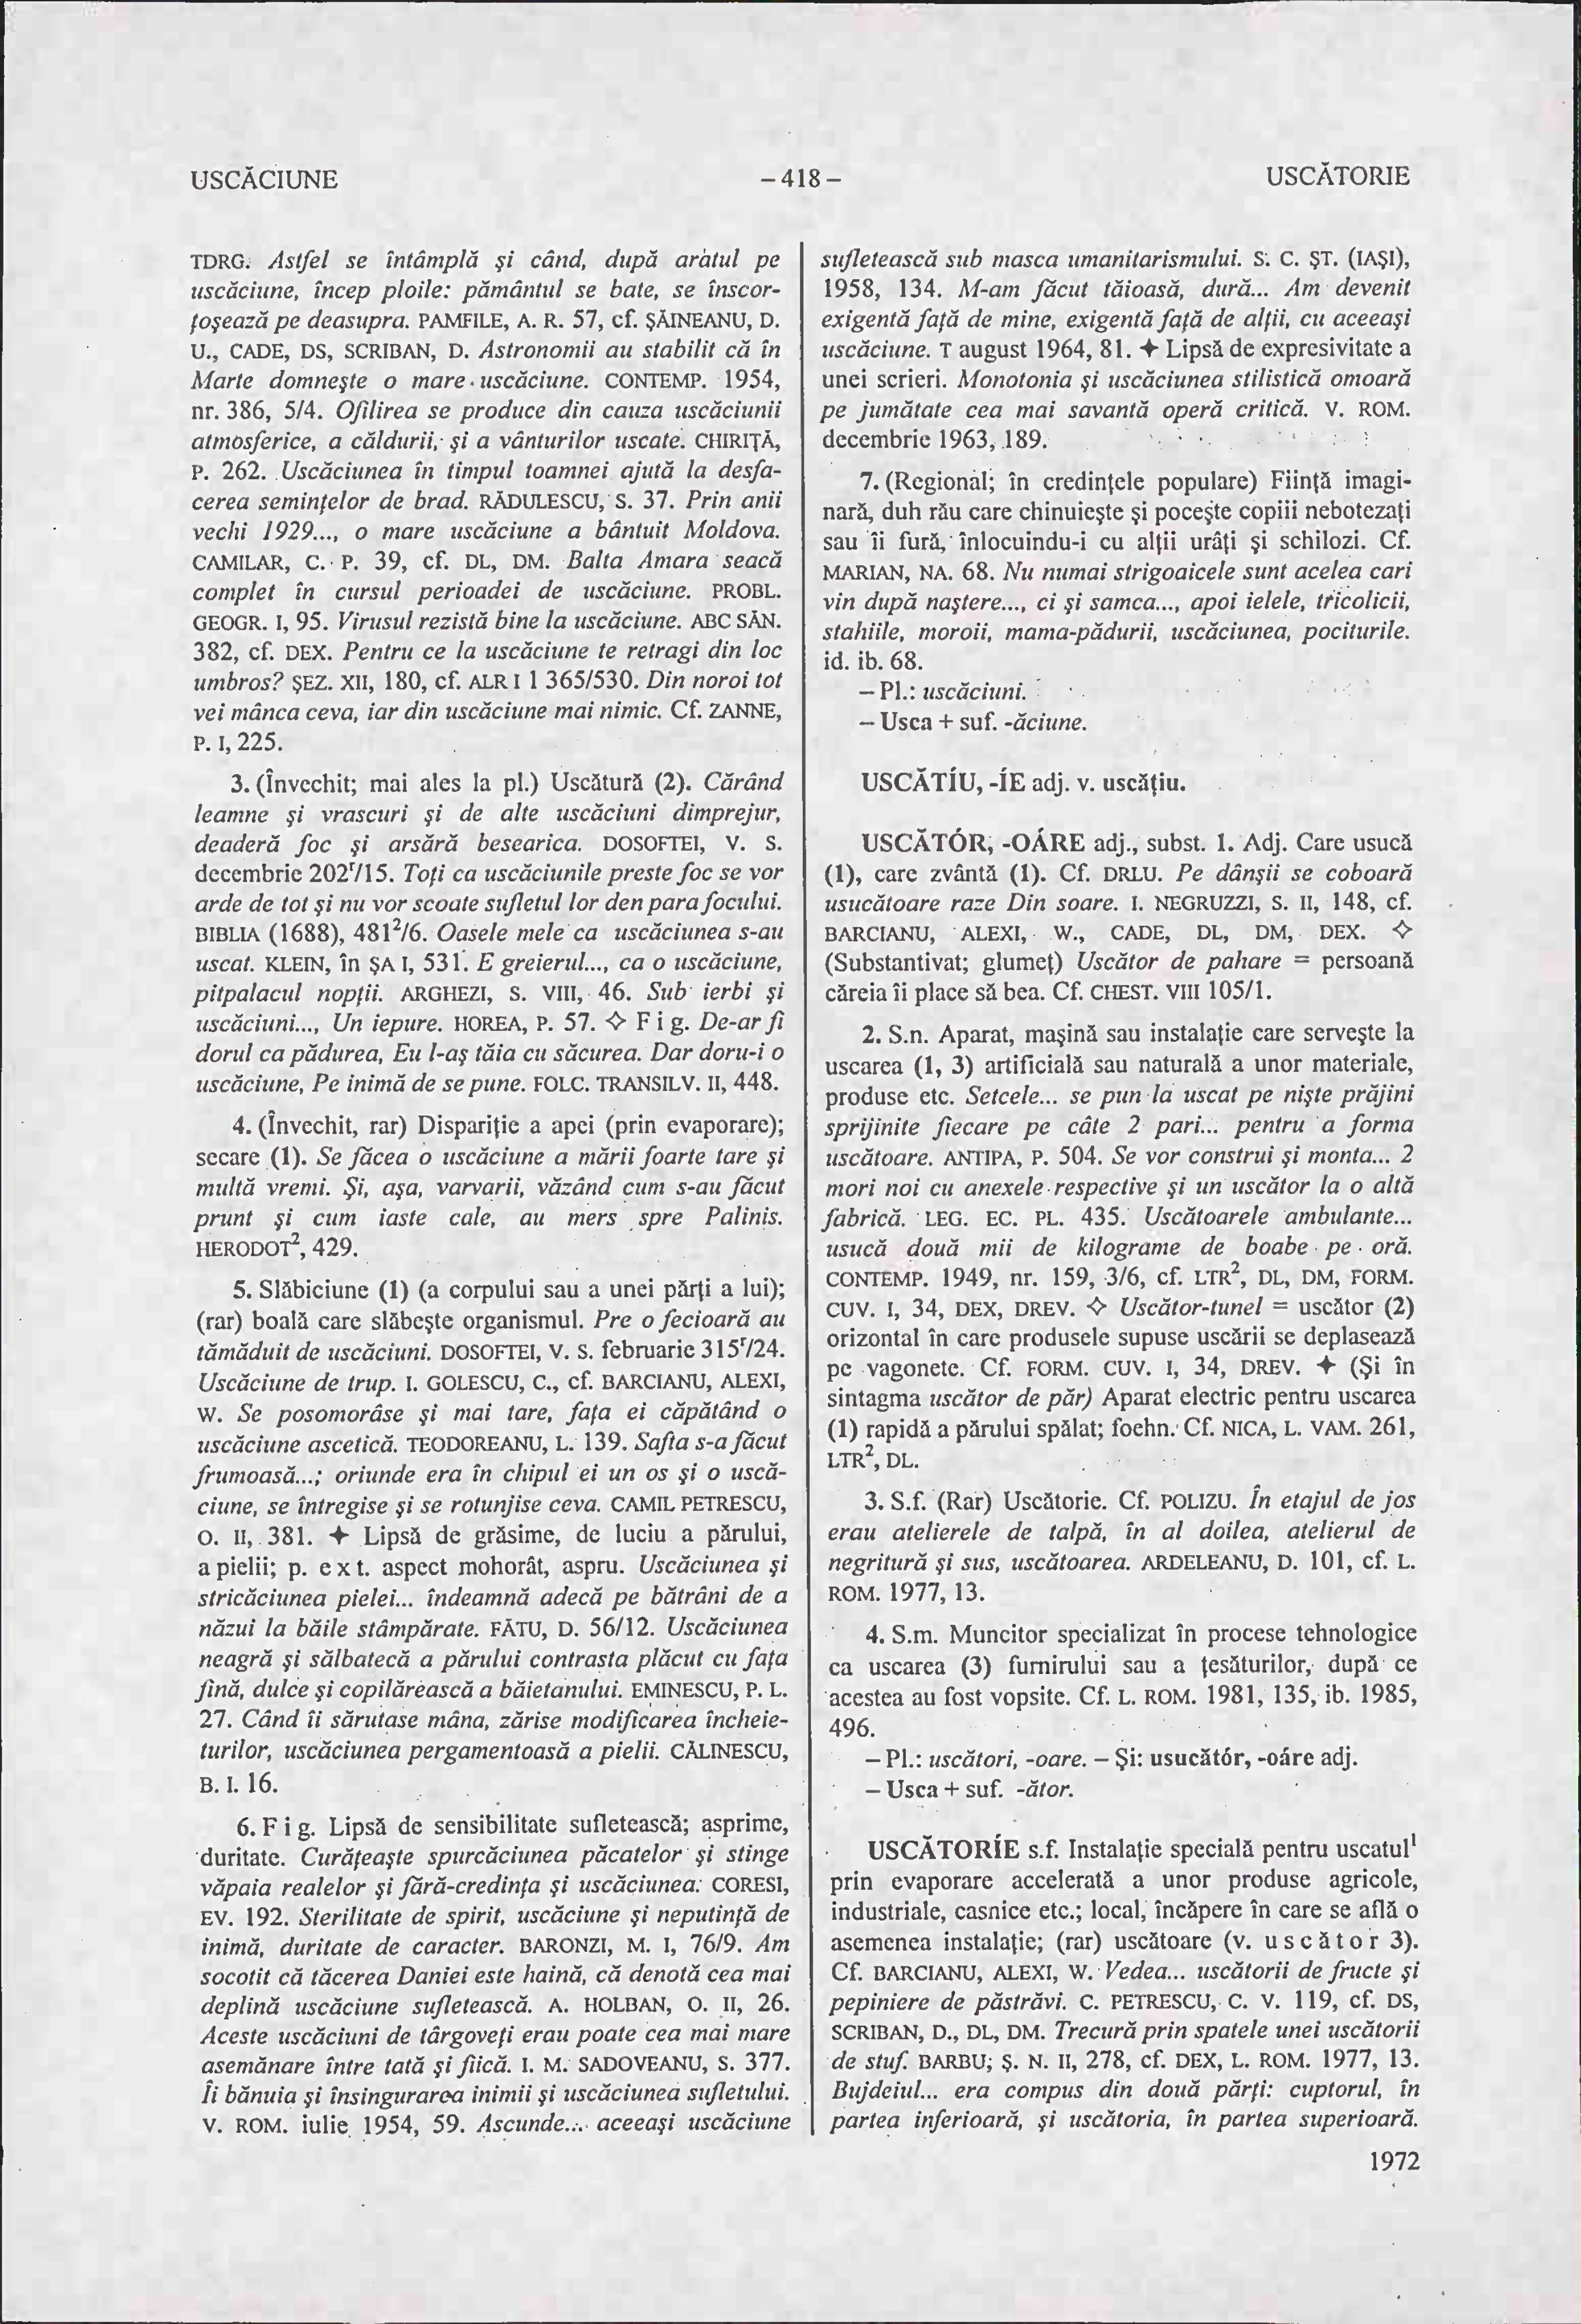 USCĂCIUNE
–418–
USCĂTORIE
TDRG. Astfel se întâmplă şi când, după arătul pe
uscăciune, încep ploile: pământul se bate, se înscor-
ţoşează pe deasupra. PAMFILE, A. R. 57, cf. ŞĂINEANU, D.
U., CADE, DS, SCRIBAN, D. Astronomii au stabilit că în
Marte domneşte o mare uscăciune. CONTEMP. 1954,
nr. 386, 5/4. Ofilirea se produce din cauza uscăciunii
atmosferice, a căldurii, şi a vânturilor uscate. CHIRIŢĂ,
P. 262. Uscăciunea în timpul toamnei ajută la desfa-
cerea seminţelor de brad. RĂDULESCU, S. 37. Prin anii
vechi 1929..., o mare uscăciune a bântuit Moldova.
CAMILAR, C. P. 39, cf. DL, DM. Balta Amara seacă
complet în cursul perioadei de uscăciune. PROBL.
GEOGR. I, 95. Virusul rezistă bine la uscăciune. ABC SĂN.
382, cf. DEX. Pentru ce la uscăciune te retragi din loc
umbros? ŞEZ. XII, 180, cf. ALR I 1 365/530. Din noroi tot
vei mânca ceva, iar din uscăciune mai nimic. Cf. ZANNE,
P. I, 225.
3. (Învechit; mai ales la pl.) Uscătură (2). Cărând
leamne şi vrascuri şi de alte uscăciuni dimprejur,
deaderă foc şi arsără besearica. DOSOFTEI, V. S.
decembrie 202ʳ/15. Toţi ca uscăciunile preste foc se vor
arde de tot şi nu vor scoate sufletul lor den para focului.
BIBLIA (1688), 481²/6. Oasele mele ca uscăciunea s-au
uscat. KLEIN, în ŞA I, 531. E greierul..., ca o uscăciune,
pitpalacul nopţii. ARGHEZI, S. VIII, 46. Sub ierbi şi
uscăciuni..., Un iepure. HOREA, P. 57. ◇ F i g. De-ar fi
dorul ca pădurea, Eu l-aş tăia cu săcurea. Dar doru-i o
uscăciune, Pe inimă de se pune. FOLC. TRANSILV. II, 448.
4. (Învechit, rar) Dispariţie a apei (prin evaporare);
secare (1). Se făcea o uscăciune a mării foarte tare şi
multă vremi. Şi, aşa, varvarii, văzând cum s-au făcut
prunt şi cum iaste cale, au mers spre Palinis.
HERODOT², 429.
5. Slăbiciune (1) (a corpului sau a unei părţi a lui);
(rar) boală care slăbeşte organismul. Pre o fecioară au
tămăduit de uscăciuni. DOSOFTEI, V. S. februarie 315ʳ/24.
Uscăciune de trup. I. GOLESCU, C., cf. BARCIANU, ALEXI,
W. Se posomorâse şi mai tare, faţa ei căpătând o
uscăciune ascetică. TEODOREANU, L. 139. Safta s-a făcut
frumoasă...; oriunde era în chipul ei un os şi o uscă-
ciune, se întregise şi se rotunjise ceva. CAMIL PETRESCU,
O. II, 381. ✦ Lipsă de grăsime, de luciu a părului,
a pielii; p. e x t. aspect mohorât, aspru. Uscăciunea şi
stricăciunea pielei... îndeamnă adecă pe bătrâni de a
năzui la băile stâmpărate. FĂTU, D. 56/12. Uscăciunea
neagră şi sălbatecă a părului contrasta plăcut cu faţa
fină, dulce şi copilărească a băietanului. EMINESCU, P. L.
27. Când îi sărutase mâna, zărise modificarea încheie-
turilor, uscăciunea pergamentoasă a pielii. CĂLINESCU,
B. I. 16.
6. F i g. Lipsă de sensibilitate sufletească; asprime,
duritate. Curăţeaşte spurcăciunea păcatelor şi stinge
văpaia realelor şi fără-credinţa şi uscăciunea. CORESI,
EV. 192. Sterilitate de spirit, uscăciune şi neputinţă de
inimă, duritate de caracter. BARONZI, M. I, 76/9. Am
socotit că tăcerea Daniei este haină, că denotă cea mai
deplină uscăciune sufletească. A. HOLBAN, O. II, 26.
Aceste uscăciuni de târgoveţi erau poate cea mai mare
asemănare între tată şi fiică. I. M. SADOVEANU, S. 377.
Îi bănuia şi însingurarea inimii şi uscăciunea sufletului.
V. ROM. iulie 1954, 59. Ascunde... aceeaşi uscăciune
sufletească sub masca umanitarismului. S. C. ŞT. (IAŞI),
1958, 134. M-am făcut tăioasă, dură... Am devenit
exigentă faţă de mine, exigentă faţă de alţii, cu aceeaşi
uscăciune. T august 1964, 81. ✦ Lipsă de expresivitate a
unei scrieri. Monotonia şi uscăciunea stilistică omoară
pe jumătate cea mai savantă operă critică. V. ROM.
decembrie 1963, 189.
7. (Regional; în credinţele populare) Fiinţă imagi-
nară, duh rău care chinuieşte şi poceşte copiii nebotezaţi
sau îi fură, înlocuindu-i cu alţii urâţi şi schilozi. Cf.
MARIAN, NA. 68. Nu numai strigoaicele sunt acelea cari
vin după naştere..., ci şi samca..., apoi ielele, tricolicii,
stahiile, moroii, mama-pădurii, uscăciunea, pociturile.
id. ib. 68.
– Pl.: uscăciuni.
– Usca + suf. -ăciune.
USCĂTÍU, -ÍE adj. v. uscăţiu.
USCĂTÓR, -OÁRE adj., subst. 1. Adj. Care usucă
(1), care zvântă (1). Cf. DRLU. Pe dânşii se coboară
usucătoare raze Din soare. I. NEGRUZZI, S. II, 148, cf.
BARCIANU, ALEXI, W., CADE, DL, DM, DEX. ◇
(Substantivat; glumeţ) Uscător de pahare = persoană
căreia îi place să bea. Cf. CHEST. VIII 105/1.
2. S.n. Aparat, maşină sau instalaţie care serveşte la
uscarea (1, 3) artificială sau naturală a unor materiale,
produse etc. Setcele... se pun la uscat pe nişte prăjini
sprijinite fiecare pe câte 2 pari... pentru a forma
uscătoare. ANTIPA, P. 504. Se vor construi şi monta... 2
mori noi cu anexele respective şi un uscător la o altă
fabrică. LEG. EC. PL. 435. Uscătoarele ambulante...
usucă două mii de kilograme de boabe pe oră.
CONTEMP. 1949, nr. 159, 3/6, cf. LTR², DL, DM, FORM.
CUV. I, 34, DEX, DREV. ◇ Uscător-tunel = uscător (2)
orizontal în care produsele supuse uscării se deplasează
pe vagonete. Cf. FORM. CUV. I, 34, DREV. ✦ (Şi în
sintagma uscător de păr) Aparat electric pentru uscarea
(1) rapidă a părului spălat; foehn. Cf. NICA, L. VAM. 261,
LTR², DL.
3. S.f. (Rar) Uscătorie. Cf. POLIZU. În etajul de jos
erau atelierele de talpă, în al doilea, atelierul de
negritură şi sus, uscătoarea. ARDELEANU, D. 101, cf. L.
ROM. 1977, 13.
4. S.m. Muncitor specializat în procese tehnologice
ca uscarea (3) furnirului sau a ţesăturilor, după ce
acestea au fost vopsite. Cf. L. ROM. 1981, 135, ib. 1985,
496.
– Pl.: uscători, -oare. – Şi: usucătór, -oáre adj.
– Usca + suf. -ător.
USCĂTORÍE s.f. Instalaţie specială pentru uscatul¹
prin evaporare accelerată a unor produse agricole,
industriale, casnice etc.; local, încăpere în care se află o
asemenea instalaţie; (rar) uscătoare (v. u s c ă t o r 3).
Cf. BARCIANU, ALEXI, W. Vedea... uscătorii de fructe şi
pepiniere de păstrăvi. C. PETRESCU, C. V. 119, cf. DS,
SCRIBAN, D., DL, DM. Trecură prin spatele unei uscătorii
de stuf. BARBU, Ş. N. II, 278, cf. DEX, L. ROM. 1977, 13.
Bujdeiul... era compus din două părţi: cuptorul, în
partea inferioară, şi uscătoria, în partea superioară.
1972